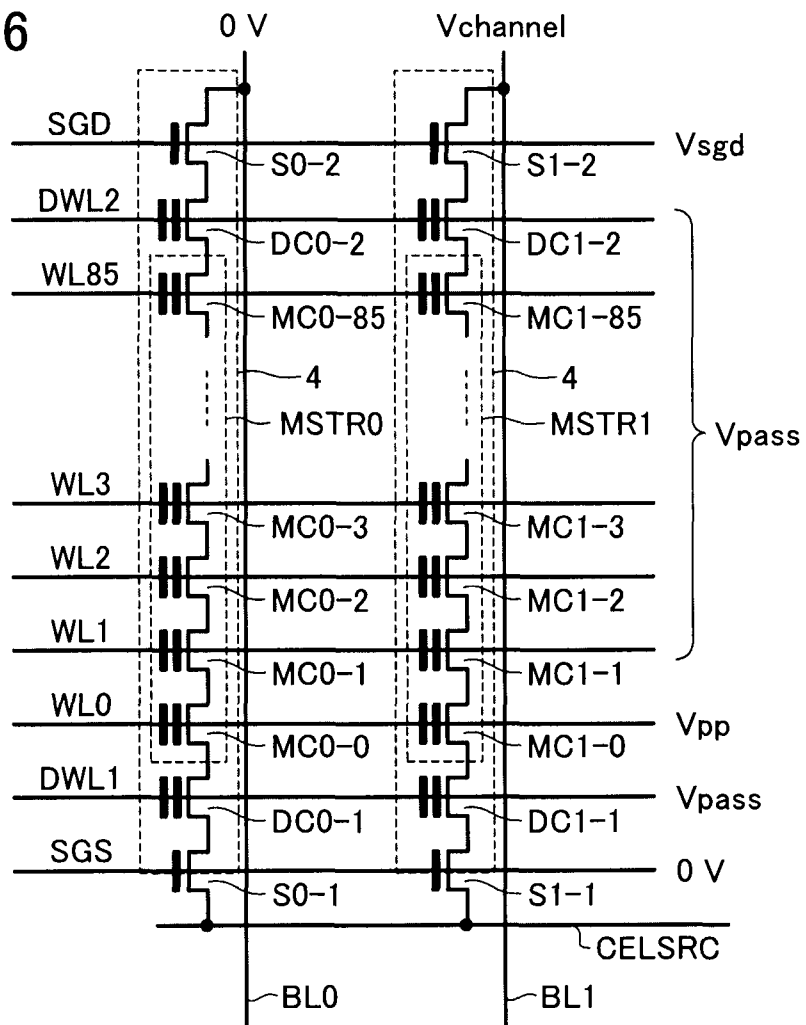 6
0 V Vchannel
SGD Vsgd
S0-2 S1-2
DWL2
DC0-2 DC1-2
WL85
MC0-85 MC1-85
4 4
MSTR0 MSTR1
Vpass
WL3
MC0-3 MC1-3
WL2
MC0-2 MC1-2
WL1
MC0-1 MC1-1
WL0 Vpp
MC0-0 MC1-0
DWL1 Vpass
DC0-1 DC1-1
SGS 0 V
S0-1 S1-1
CELSRC
BL0 BL1